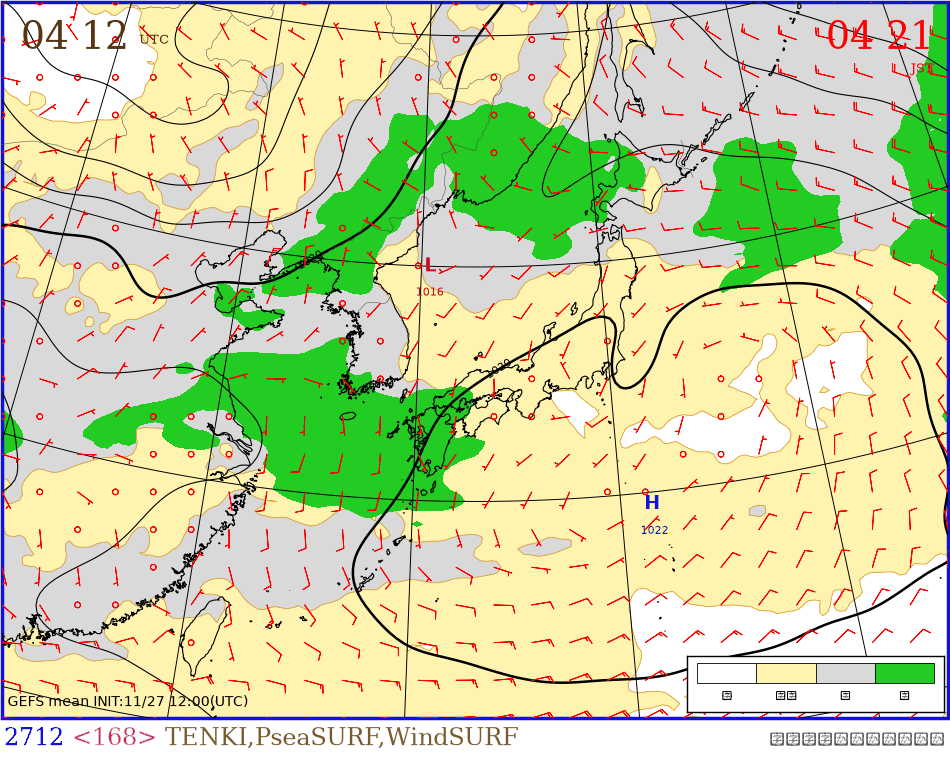 04 12 UTC
04 21
JST
L
1016
H
1022
GEFS mean INIT:11/27 12:00(UTC)
2712 <168> TENKI,PseaSURF,WindSURF